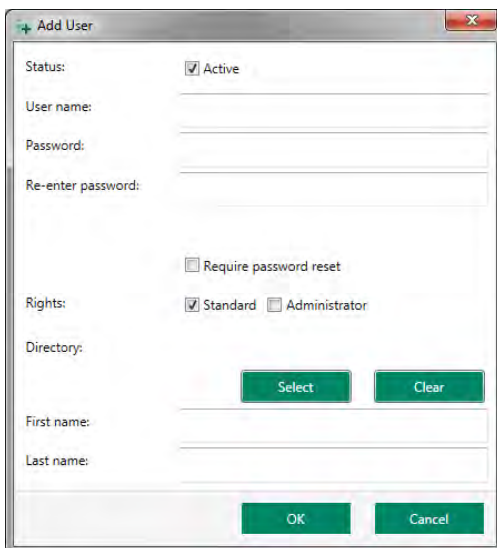 Add User
Status: Active
User name:
Password:
Re-enter password:
Require password reset
Rights: Standard Administrator
Directory:
Select Clear
First name:
Last name:
OK Cancel